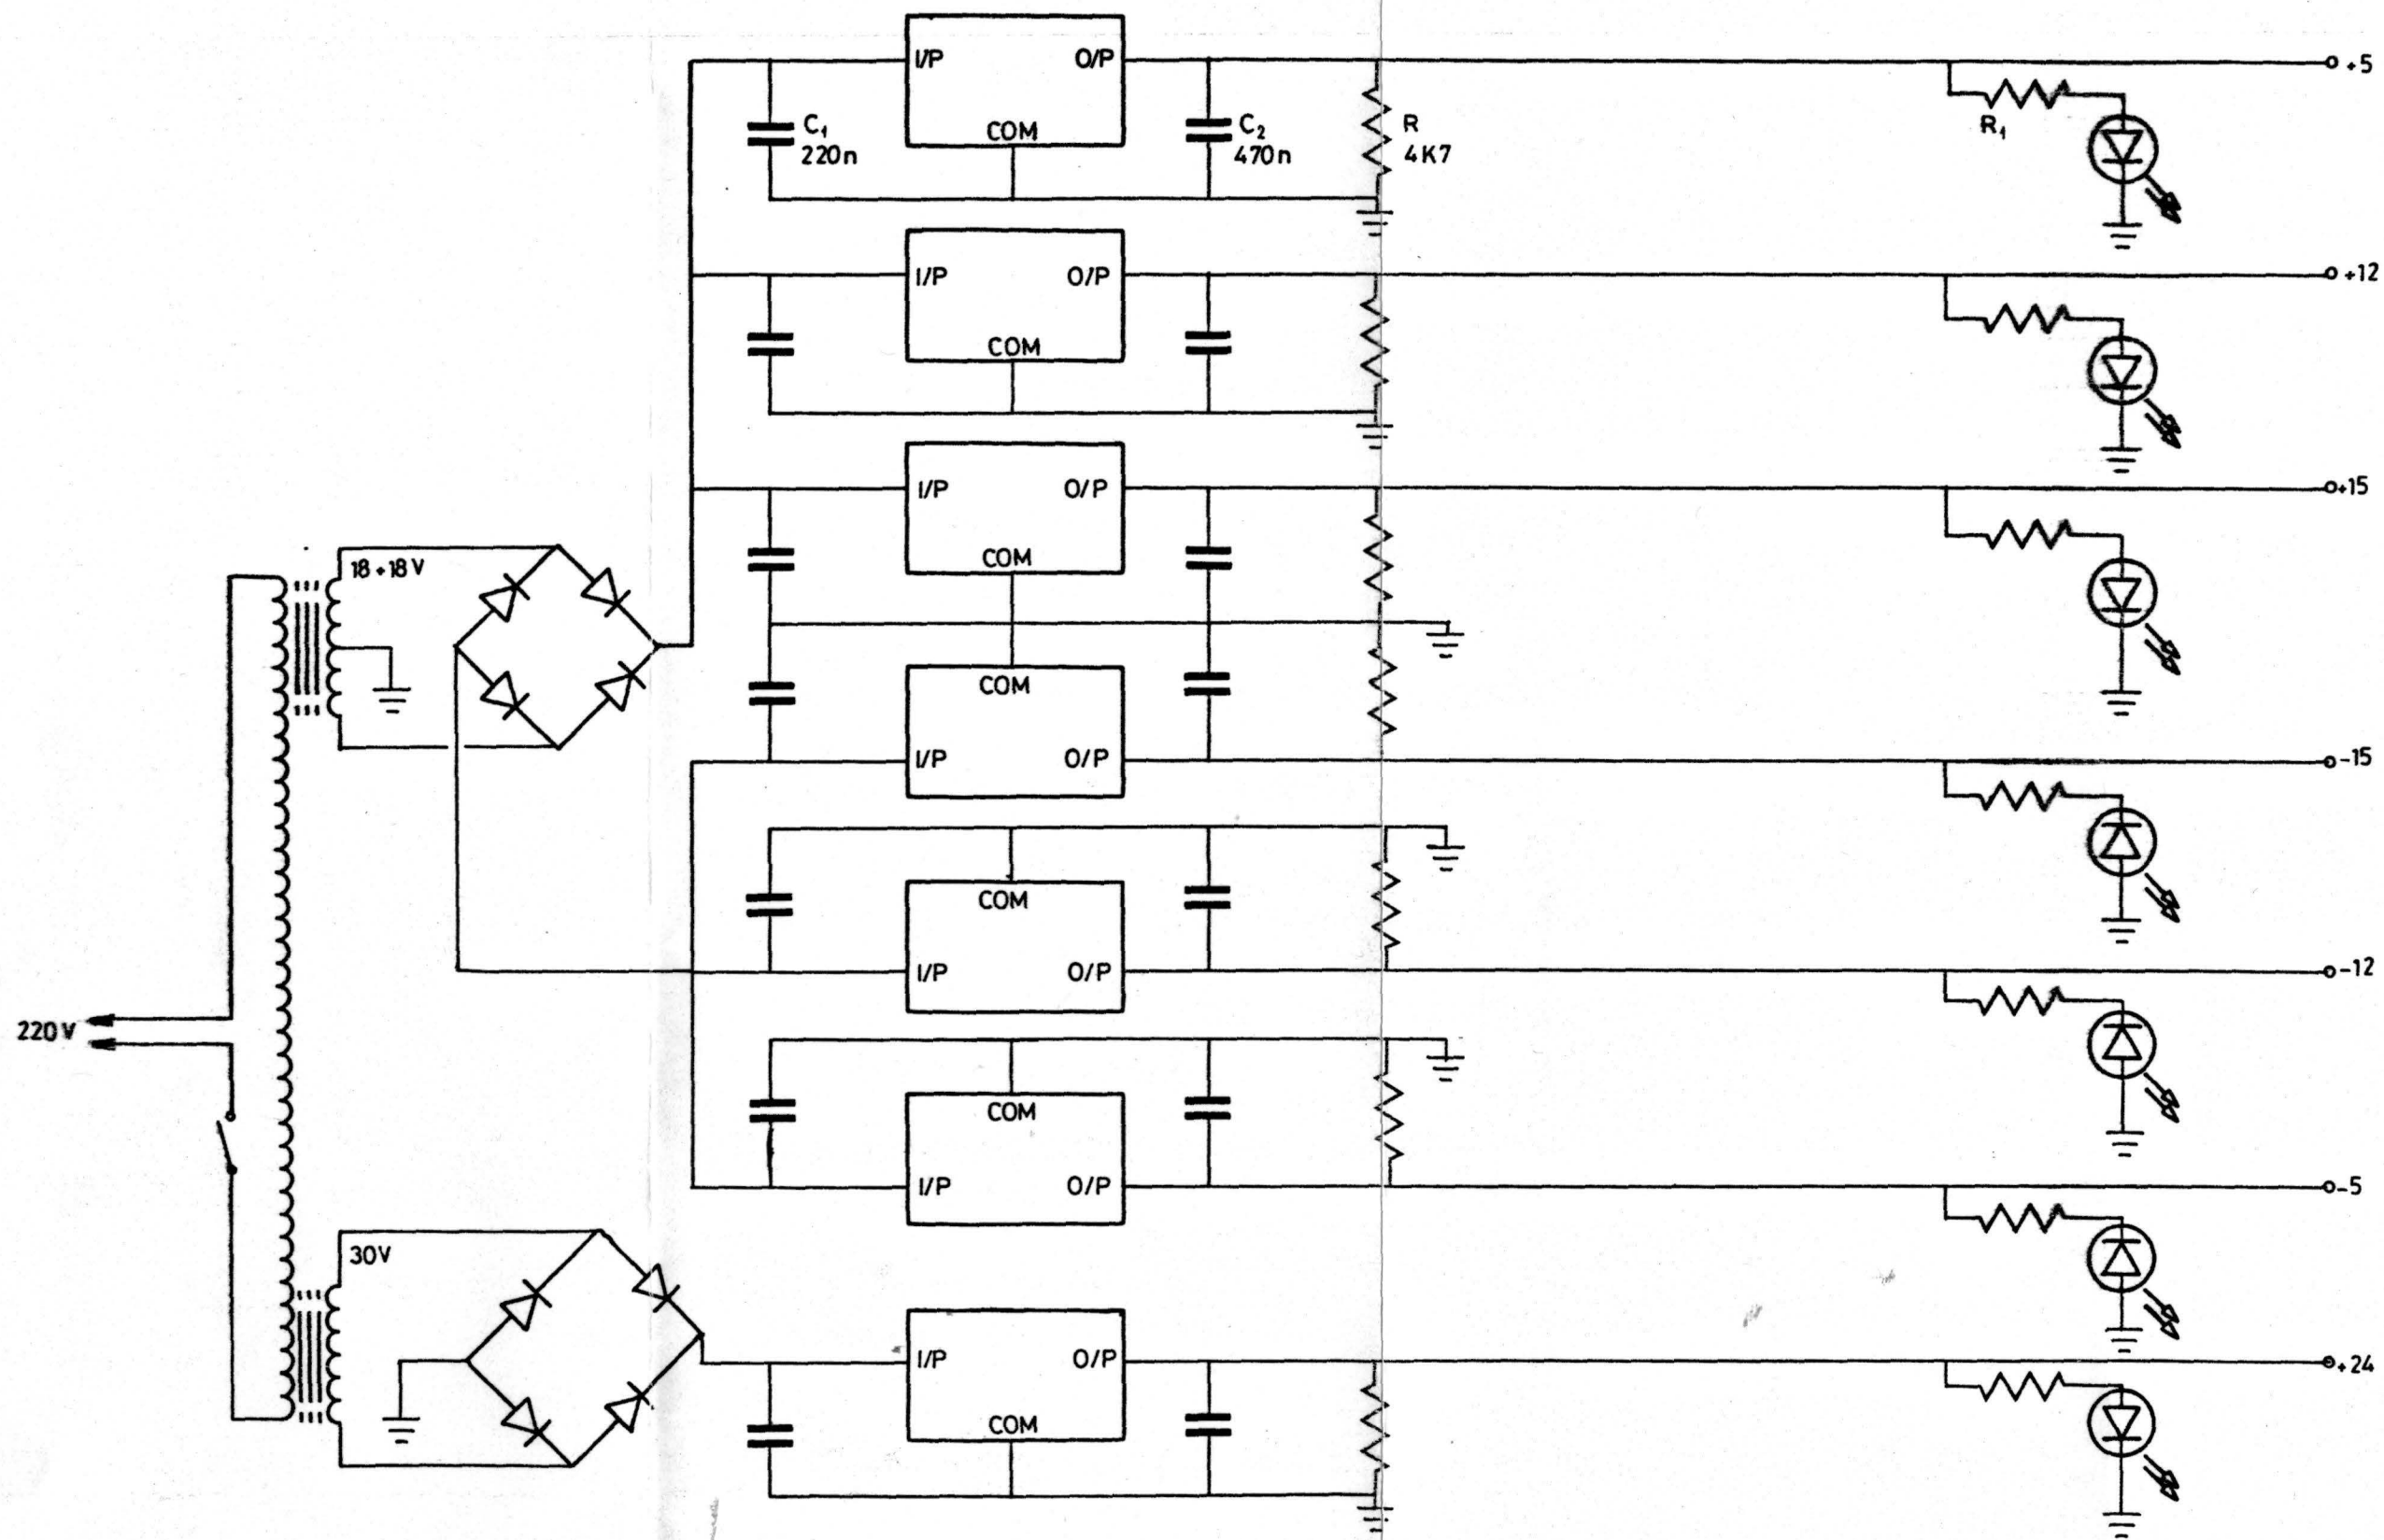 I/P O/P +5
COM
C₁
220n
C₂
470n
R
4K7
R₁
I/P O/P +12
COM
I/P O/P +15
COM
18+18V
COM
I/P O/P -15
COM
I/P O/P -12
220V
COM
I/P O/P -5
30V
I/P O/P +24
COM